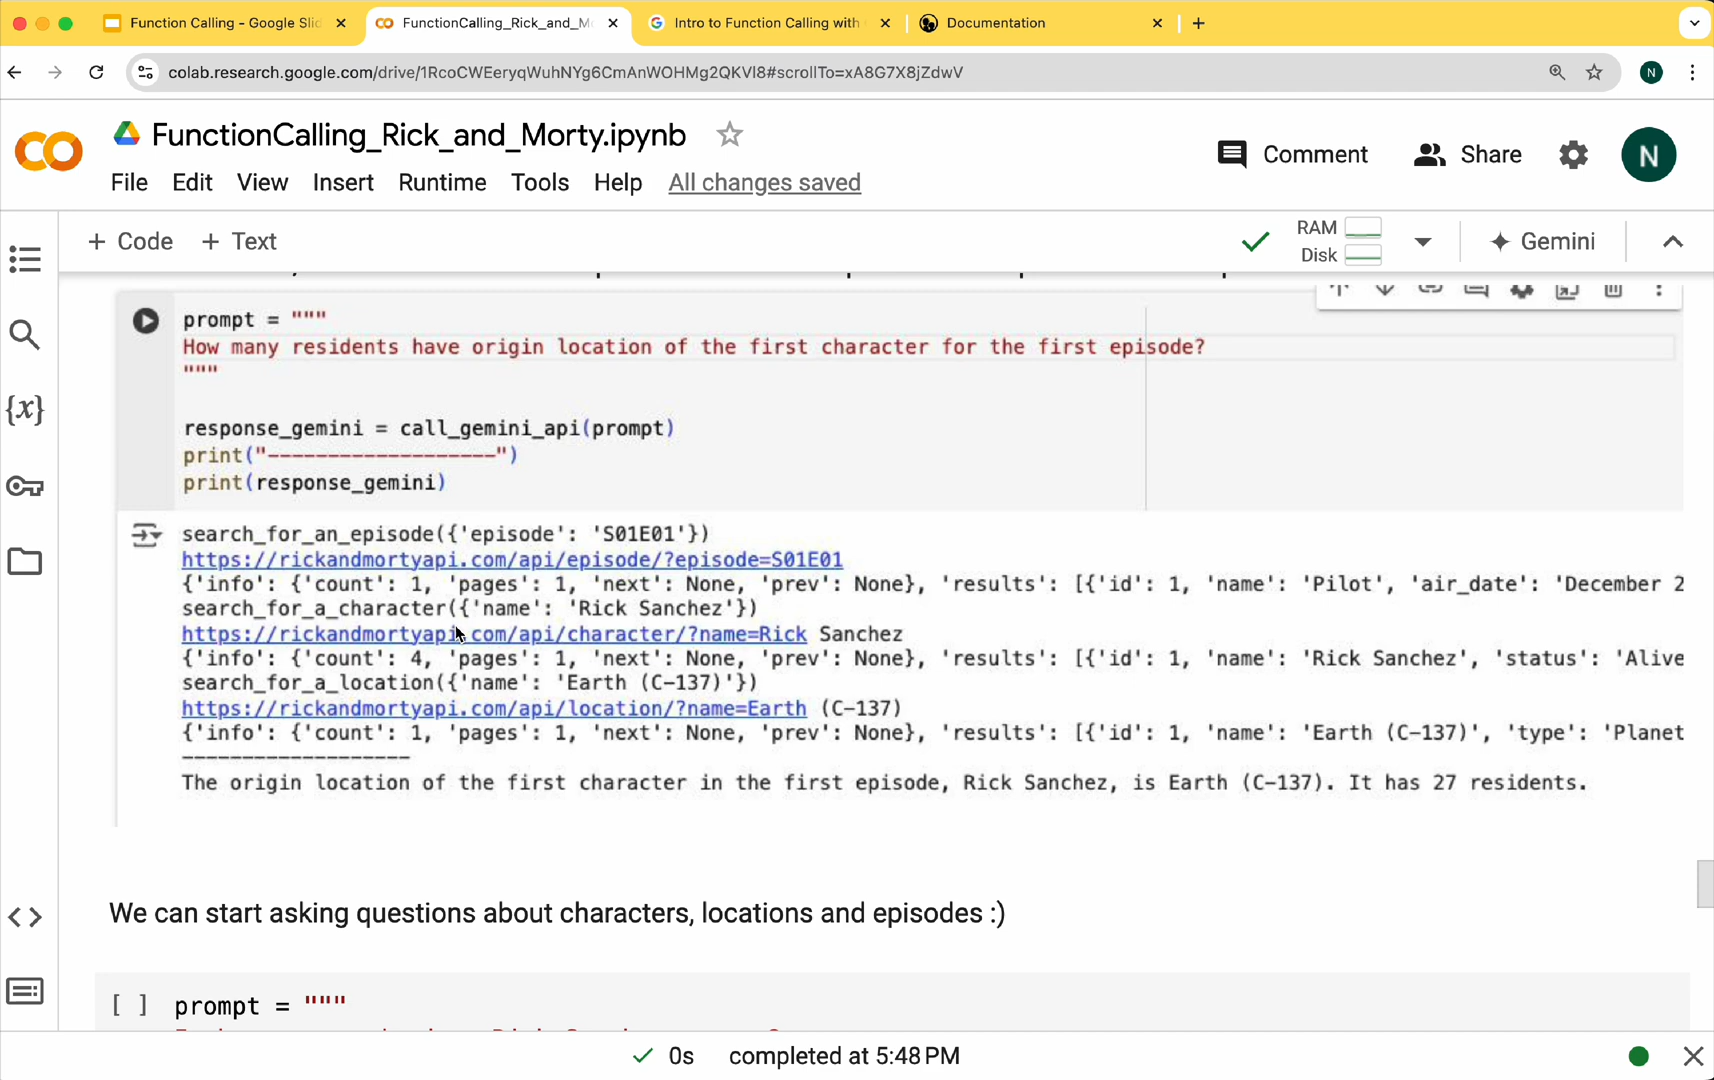 Function Calling - Google Slid
FunctionCalling_Rick_and_M
Intro to Function Calling with
Documentation
colab.research.google.com/drive/1RcoCWEeryqWuhNYg6CmAnWOHMg2QKVl8#scrollTo=xA8G7X8jZdwV
N
CO
FunctionCalling_Rick_and_Morty.ipynb
Comment
Share
N
File Edit View Insert Runtime Tools Help All changes saved
+ Code + Text
RAM
Disk
Gemini
prompt = """
How many residents have origin location of the first character for the first episode?
"""
response_gemini = call_gemini_api(prompt)
print("-------------------")
print(response_gemini)
search_for_an_episode({'episode': 'S01E01'})
https://rickandmortyapi.com/api/episode/?episode=S01E01
{'info': {'count': 1, 'pages': 1, 'next': None, 'prev': None}, 'results': [{'id': 1, 'name': 'Pilot', 'air_date': 'December 2
search_for_a_character({'name': 'Rick Sanchez'})
https://rickandmortyapi.com/api/character/?name=Rick Sanchez
{'info': {'count': 4, 'pages': 1, 'next': None, 'prev': None}, 'results': [{'id': 1, 'name': 'Rick Sanchez', 'status': 'Alive
search_for_a_location({'name': 'Earth (C-137)'})
https://rickandmortyapi.com/api/location/?name=Earth (C-137)
{'info': {'count': 1, 'pages': 1, 'next': None, 'prev': None}, 'results': [{'id': 1, 'name': 'Earth (C-137)', 'type': 'Planet
-------------------
The origin location of the first character in the first episode, Rick Sanchez, is Earth (C-137). It has 27 residents.
We can start asking questions about characters, locations and episodes :)
[ ] prompt = """
0s completed at 5:48 PM